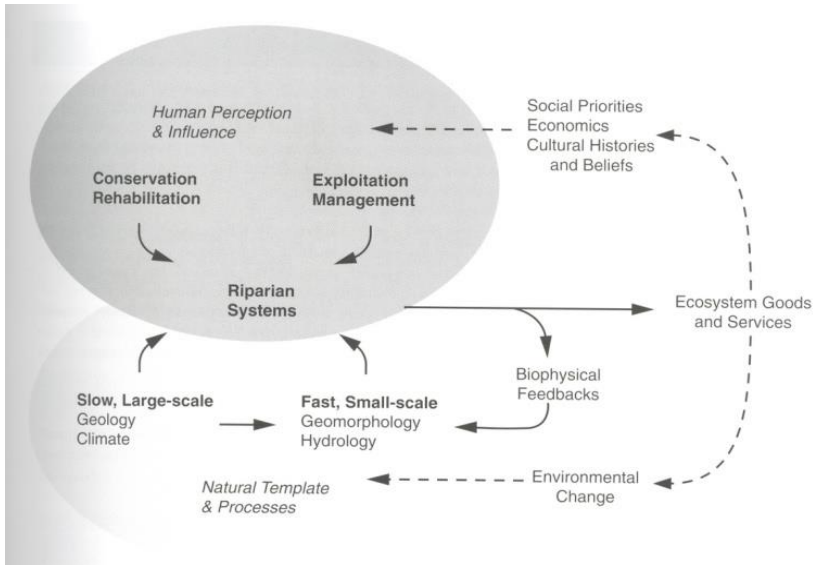 Human Perception
& Influence
Social Priorities
Economics
Cultural Histories
and Beliefs
Conservation
Rehabilitation
Exploitation
Management
Riparian
Systems
Ecosystem Goods
and Services
Biophysical
Feedbacks
Slow, Large-scale
Geology
Climate
Fast, Small-scale
Geomorphology
Hydrology
Natural Template
& Processes
Environmental
Change